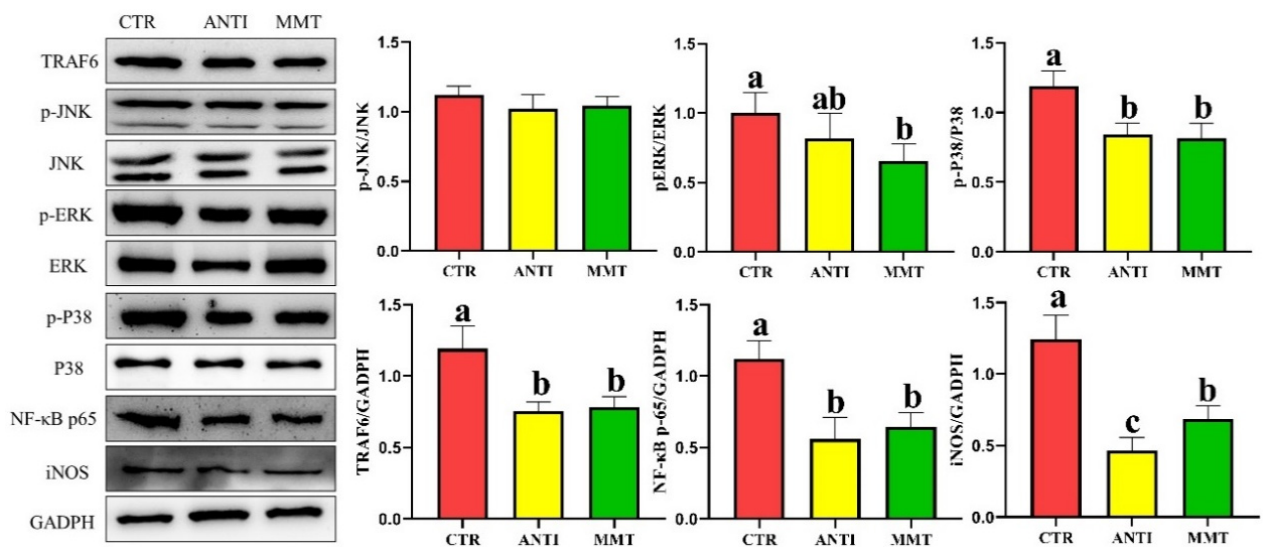 CTR ANTI MMT
TRAF6
p-JNK
JNK
p-ERK
ERK
p-P38
P38
NF-κB p65
iNOS
GADPH
p-JNK/JNK
1.5
1.0
0.5
0.0
CTR ANTI MMT
pERK/ERK
1.5
1.0
0.5
0.0
a ab b
CTR ANTI MMT
p-P38/P38
1.5
1.0
0.5
0.0
a b b
CTR ANTI MMT
TRAF6/GADPH
1.5
1.0
0.5
0.0
a b b
CTR ANTI MMT
NF-κB p-65/GADPH
1.5
1.0
0.5
0.0
a b b
CTR ANTI MMT
iNOS/GADPH
1.5
1.0
0.5
0.0
a c b
CTR ANTI MMT